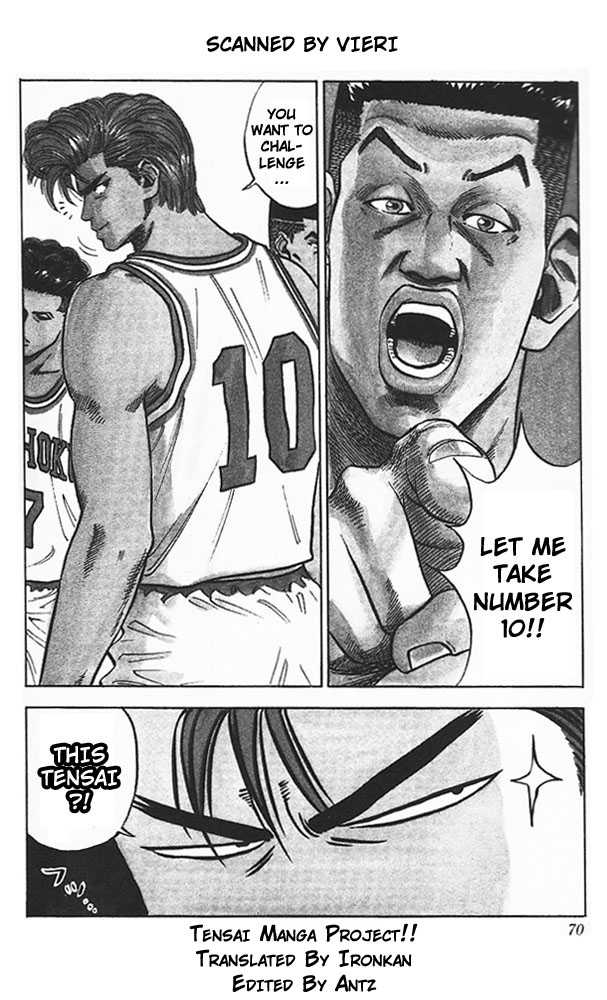 SCANNED BY VIERI
LET ME
TAKE
NUMBER
10!!
YOU
WANT TO
CHAL-
LENGE
...
10
HOK
7
THIS
TENSAI
?!
70
TENSAI MANGA PROJECT!!
TRANSLATED BY IRONKAN
EDITED BY ANTZ